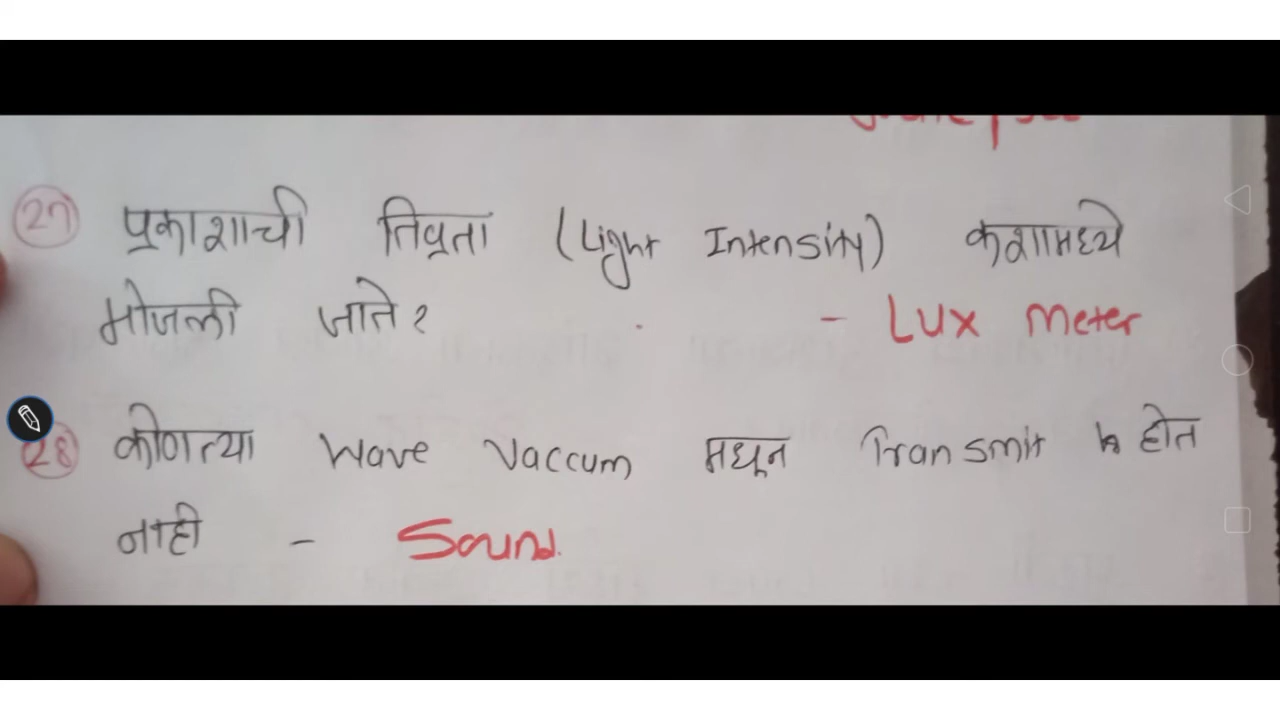 27 प्रकाशाची तिव्रता (Light Intensity) कशामध्ये
मोजली जाते? - Lux Meter
28 कोणत्या Wave Vaccum मधून Transmit होत
नाही - Sound.